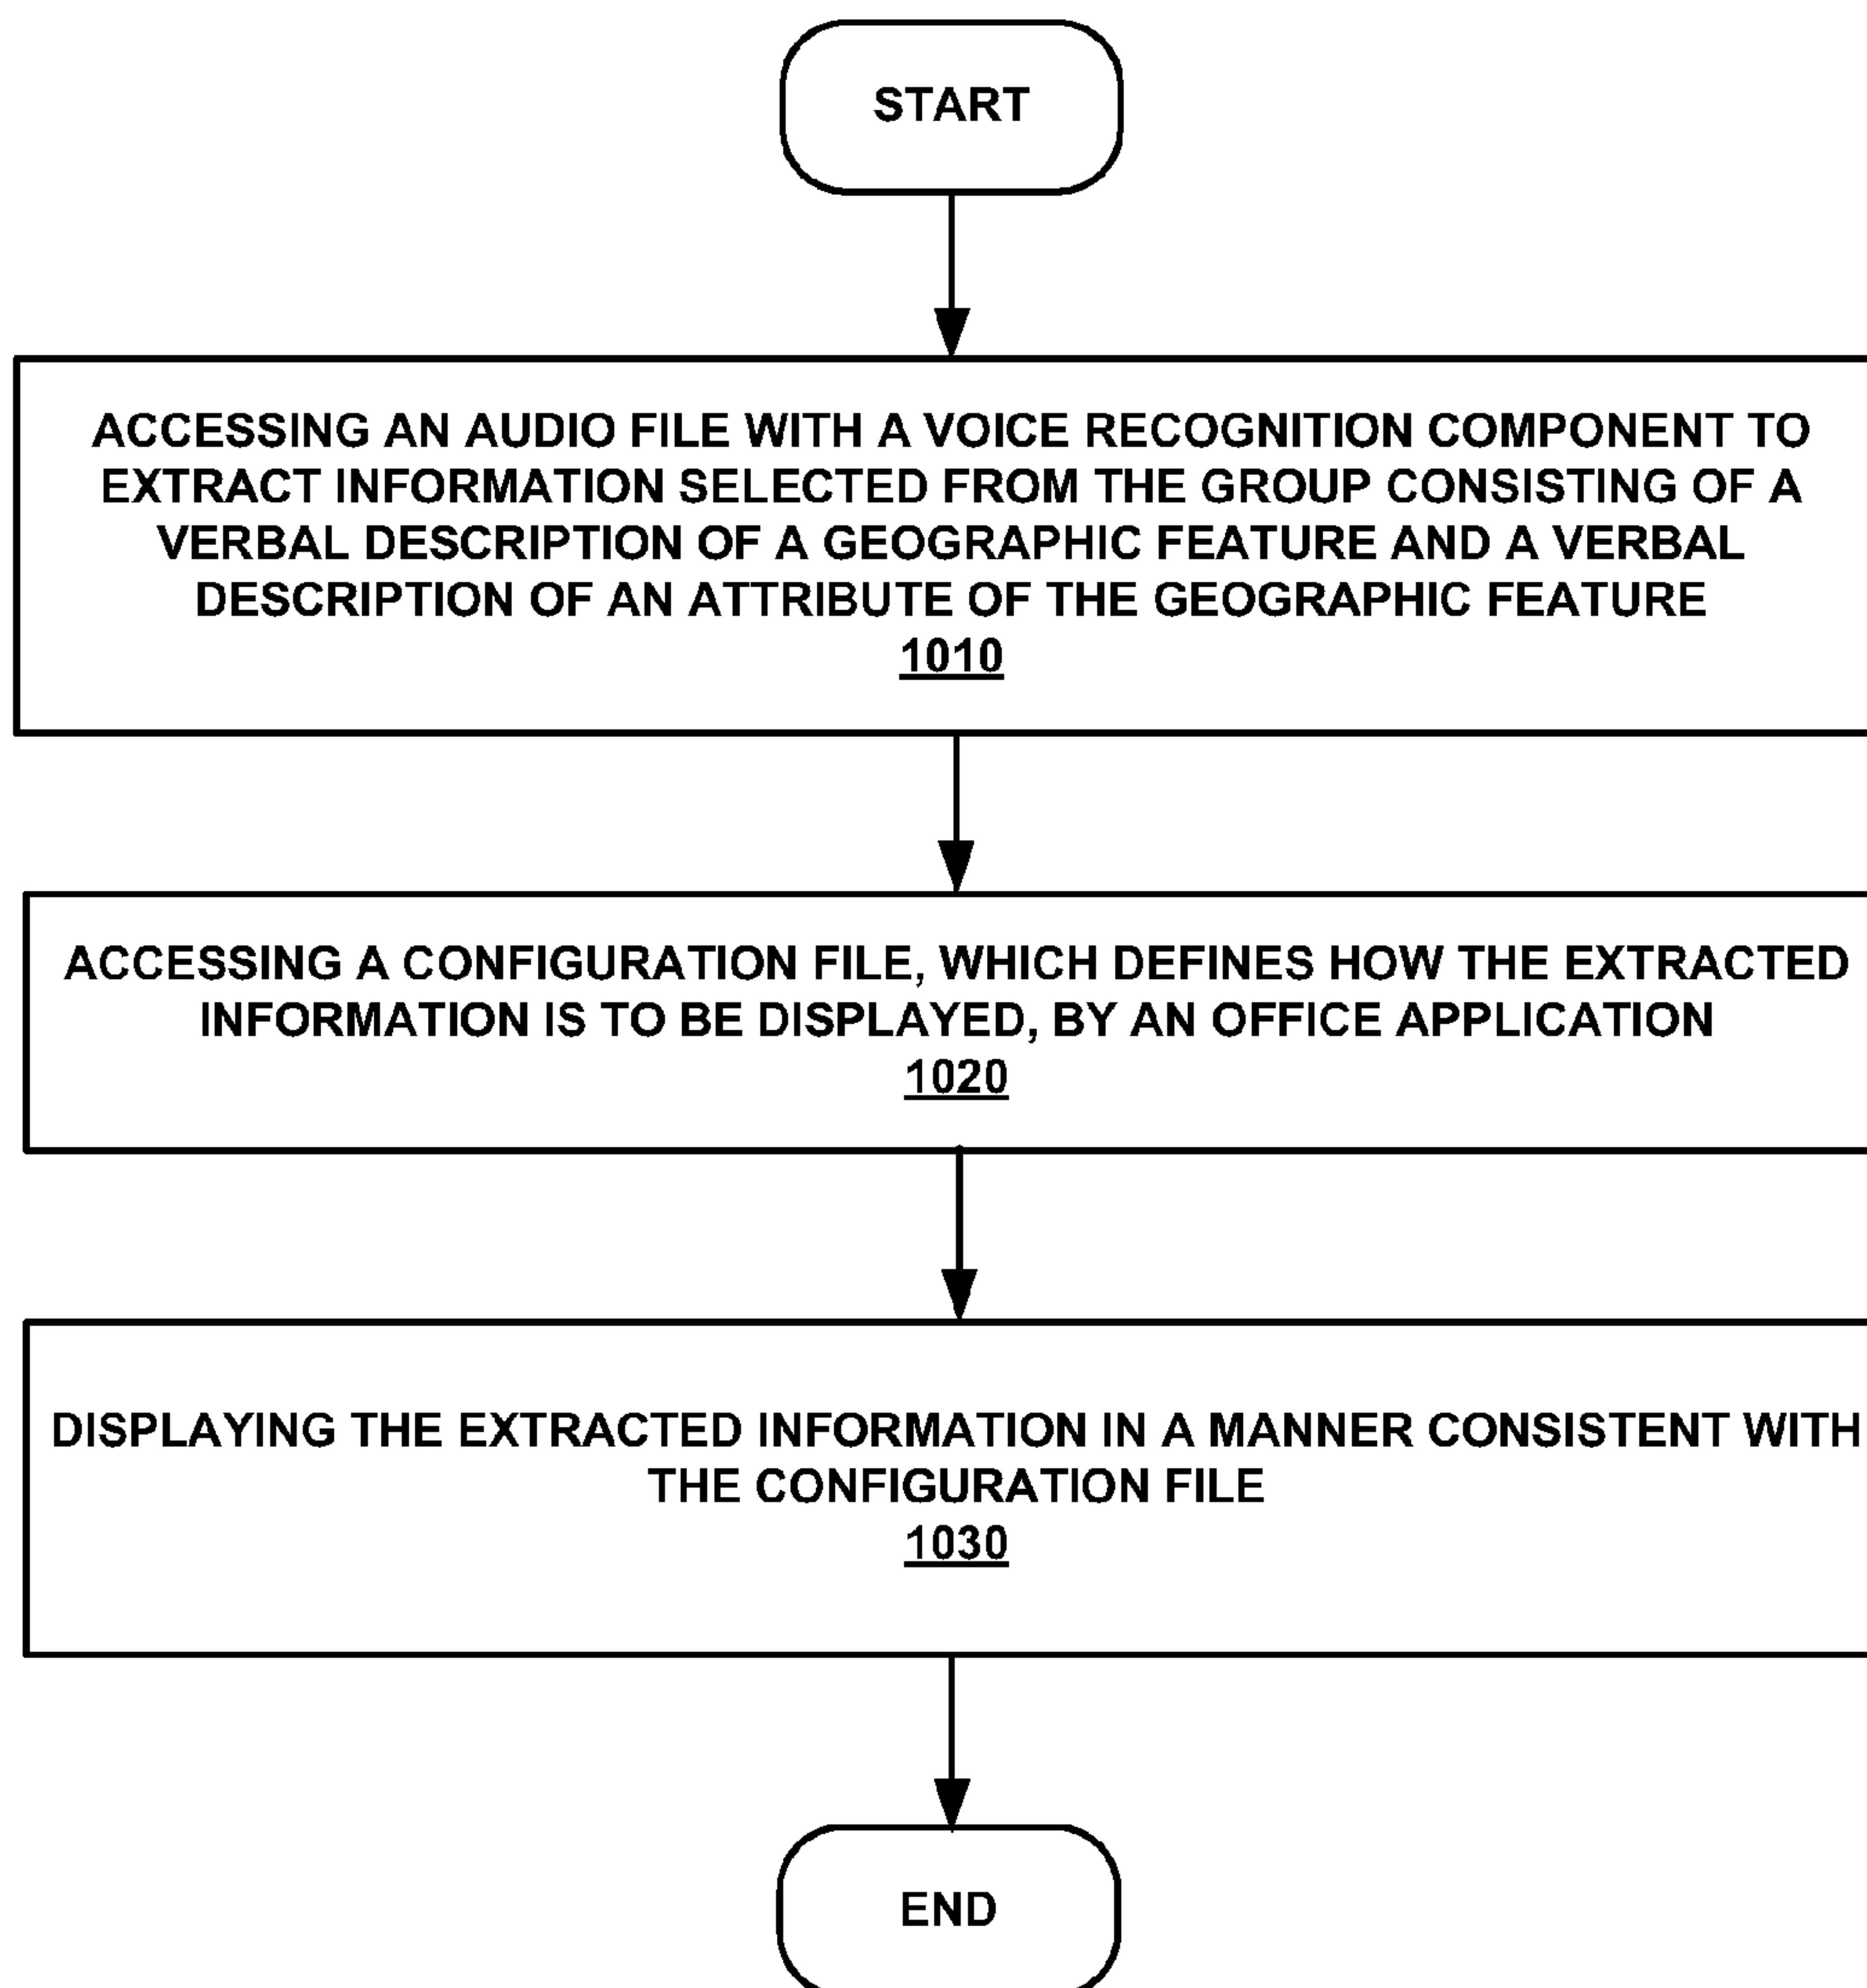 START
ACCESSING AN AUDIO FILE WITH A VOICE RECOGNITION COMPONENT TO
EXTRACT INFORMATION SELECTED FROM THE GROUP CONSISTING OF A
VERBAL DESCRIPTION OF A GEOGRAPHIC FEATURE AND A VERBAL
DESCRIPTION OF AN ATTRIBUTE OF THE GEOGRAPHIC FEATURE
1010
ACCESSING A CONFIGURATION FILE, WHICH DEFINES HOW THE EXTRACTED
INFORMATION IS TO BE DISPLAYED, BY AN OFFICE APPLICATION
1020
DISPLAYING THE EXTRACTED INFORMATION IN A MANNER CONSISTENT WITH
THE CONFIGURATION FILE
1030
END